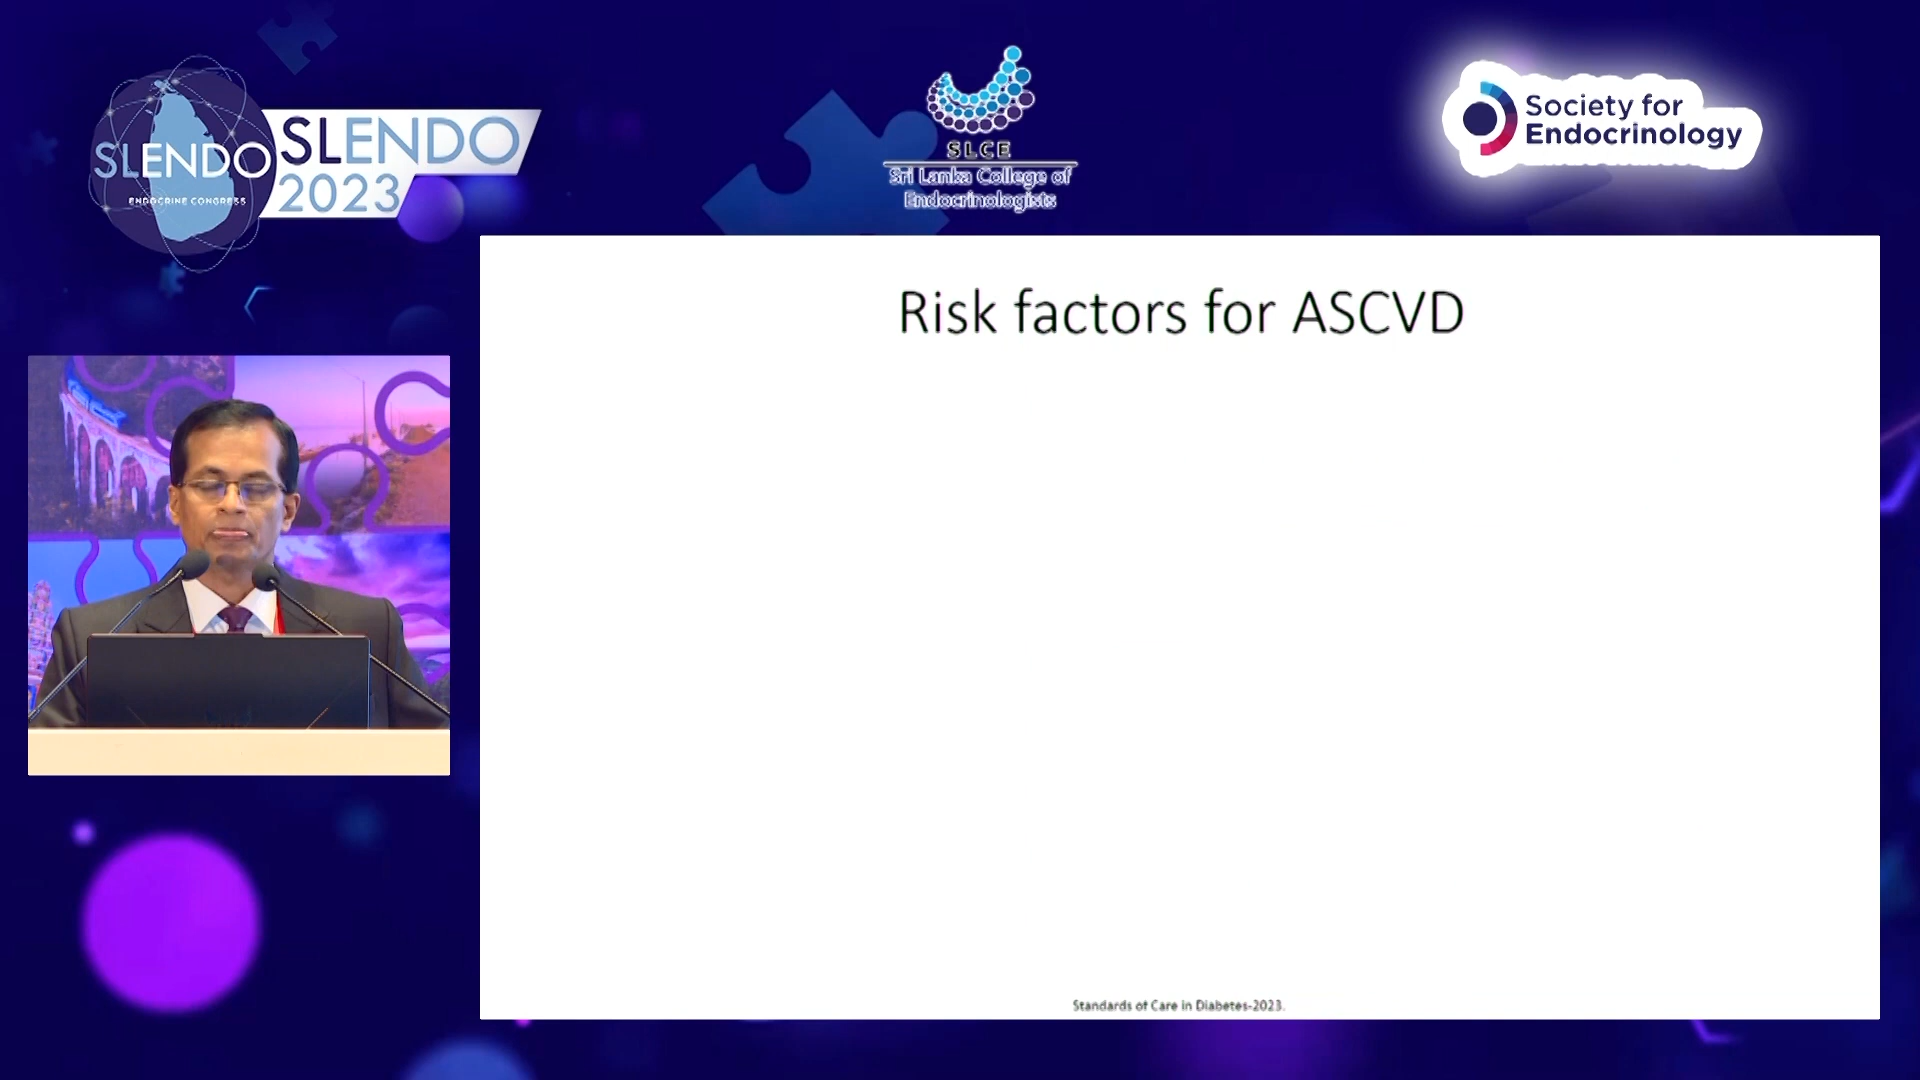 SLENDO
ENDOCRINE CONGRESS
SLENDO
2023
SLCE
Sri Lanka College of
Endocrinologists
Society for
Endocrinology
Risk factors for ASCVD
Standards of Care in Diabetes-2023.